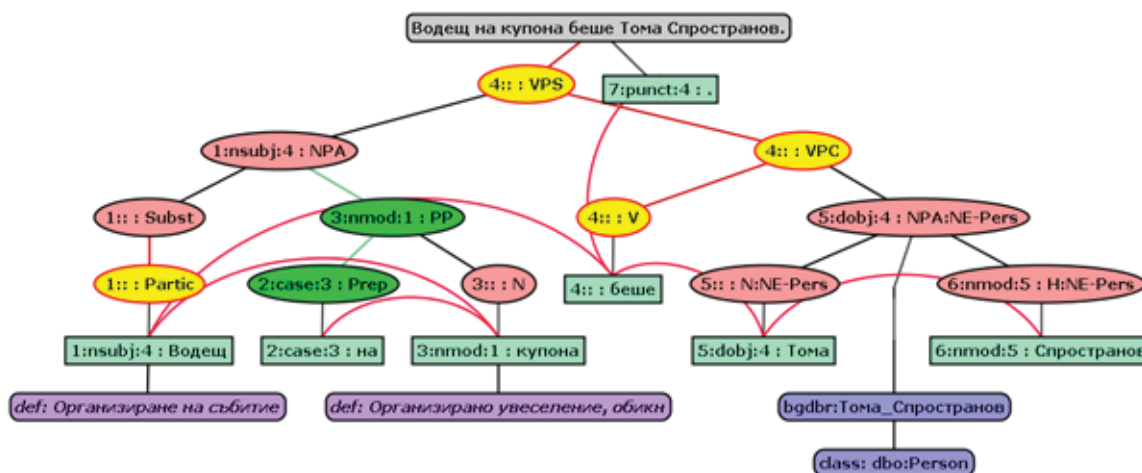 Водещ на купона беше Тома Спространов.
4:: : VPS
7:punct:4 : .
1:nsubj:4 : NPA
4:: : VPC
1:: : Subst
3:nmod:1 : PP
4:: : V
5:dobj:4 : NPA:NE-Pers
1:: : Partic
2:case:3 : Prep
3:: : N
4:: : беше
5:: : N:NE-Pers
6:nmod:5 : H:NE-Pers
1:nsubj:4 : Водещ
2:case:3 : на
3:nmod:1 : купона
5:dobj:4 : Тома
6:nmod:5 : Спространов
def: Организиране на събитие
def: Организирано увеселение, обикн
bgdbr:Тома_Спространов
class: dbo:Person